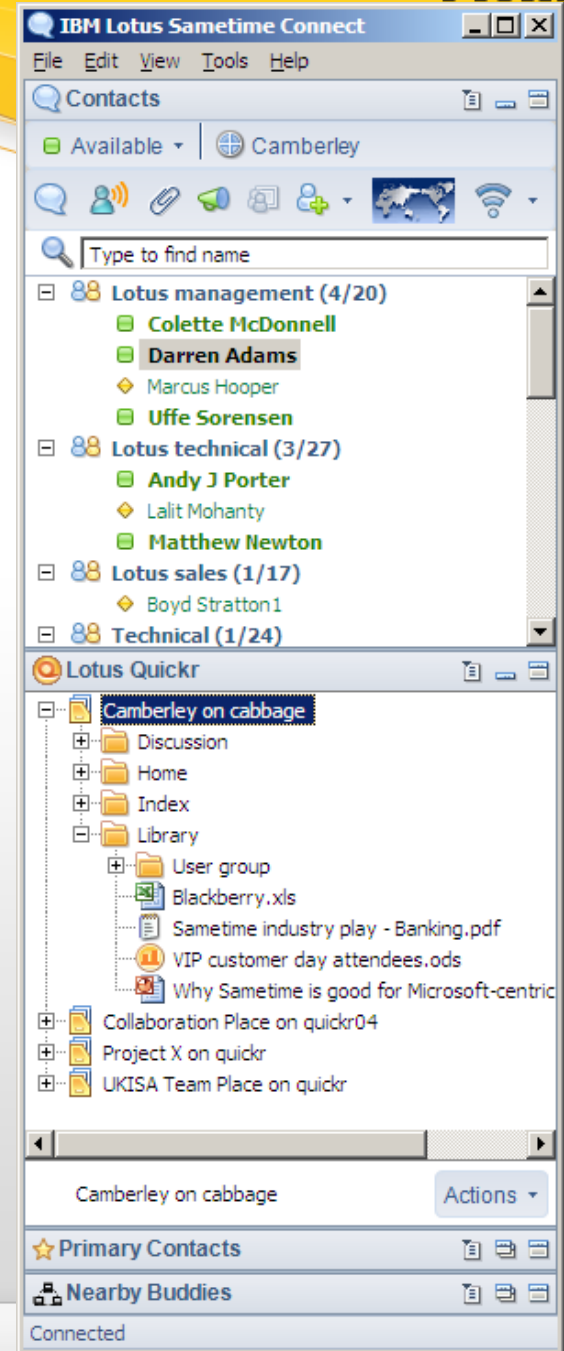 IBM Lotus Sametime Connect
File Edit View Tools Help
Contacts
Available Camberley
Type to find name
Lotus management (4/20)
Colette McDonnell
Darren Adams
Marcus Hooper
Uffe Sorensen
Lotus technical (3/27)
Andy J Porter
Lalit Mohanty
Matthew Newton
Lotus sales (1/17)
Boyd Stratton1
Technical (1/24)
Lotus Quickr
Camberley on cabbage
Discussion
Home
Index
Library
User group
Blackberry.xls
Sametime industry play - Banking.pdf
VIP customer day attendees.ods
Why Sametime is good for Microsoft-centric
Collaboration Place on quickr04
Project X on quickr
UKISA Team Place on quickr
Camberley on cabbage Actions
Primary Contacts
Nearby Buddies
Connected